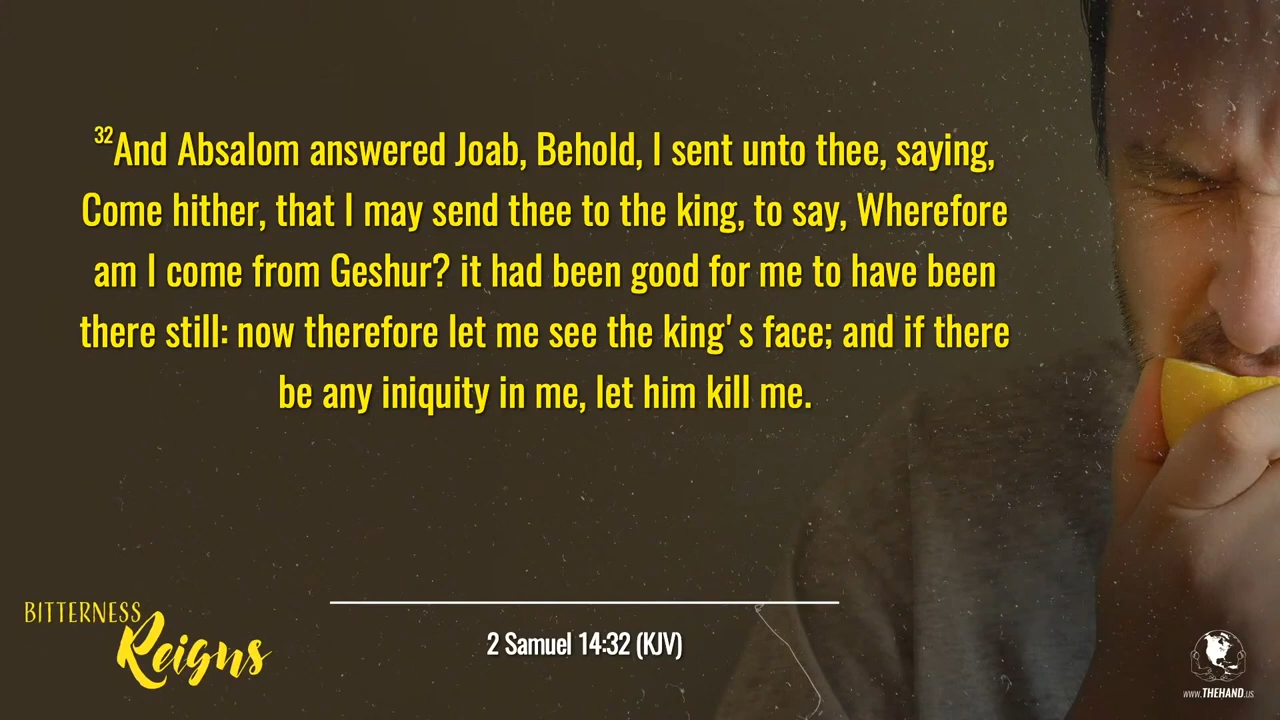 32And Absalom answered Joab, Behold, I sent unto thee, saying,
Come hither, that I may send thee to the king, to say, Wherefore
am I come from Geshur? it had been good for me to have been
there still: now therefore let me see the king's face; and if there
be any iniquity in me, let him kill me.
BITTERNESS
Reigns
2 Samuel 14:32 (KJV)
www.THEHAND.us